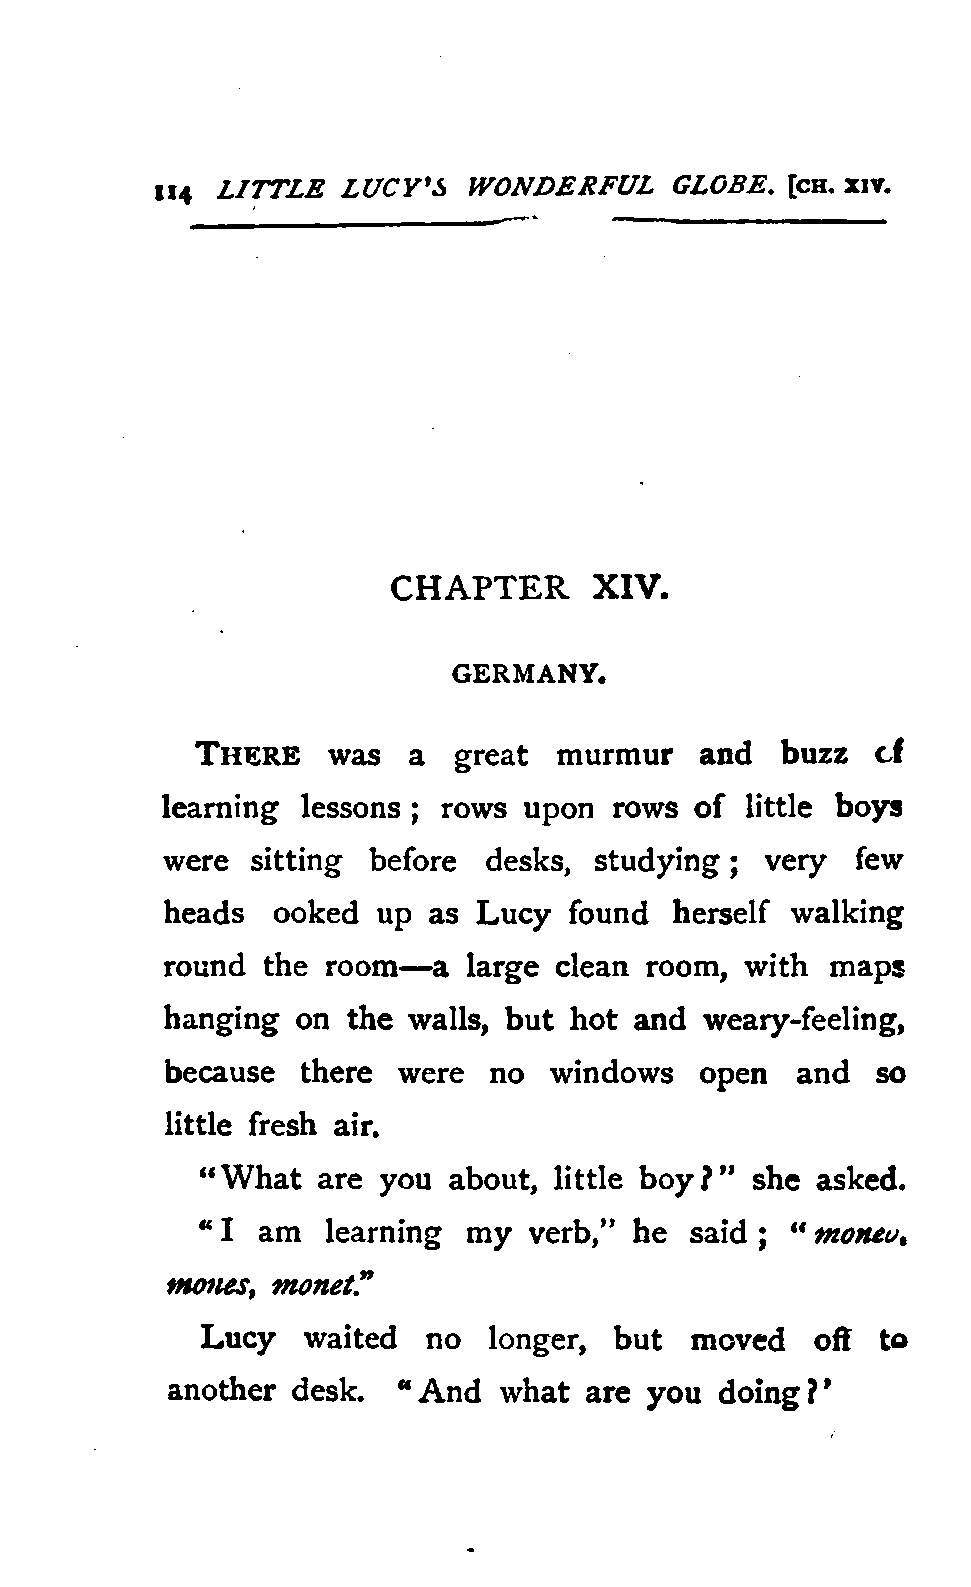 114 LITTLE LUCY'S WONDERFUL GLOBE. [CH. XIV.
CHAPTER XIV.
GERMANY.
THERE was a great murmur and buzz of
learning lessons; rows upon rows of little boys
were sitting before desks, studying; very few
heads ooked up as Lucy found herself walking
round the room—a large clean room, with maps
hanging on the walls, but hot and weary-feeling,
because there were no windows open and so
little fresh air.
"What are you about, little boy?" she asked.
"I am learning my verb," he said; "moneo,
mones, monet."
Lucy waited no longer, but moved off to
another desk. "And what are you doing?'